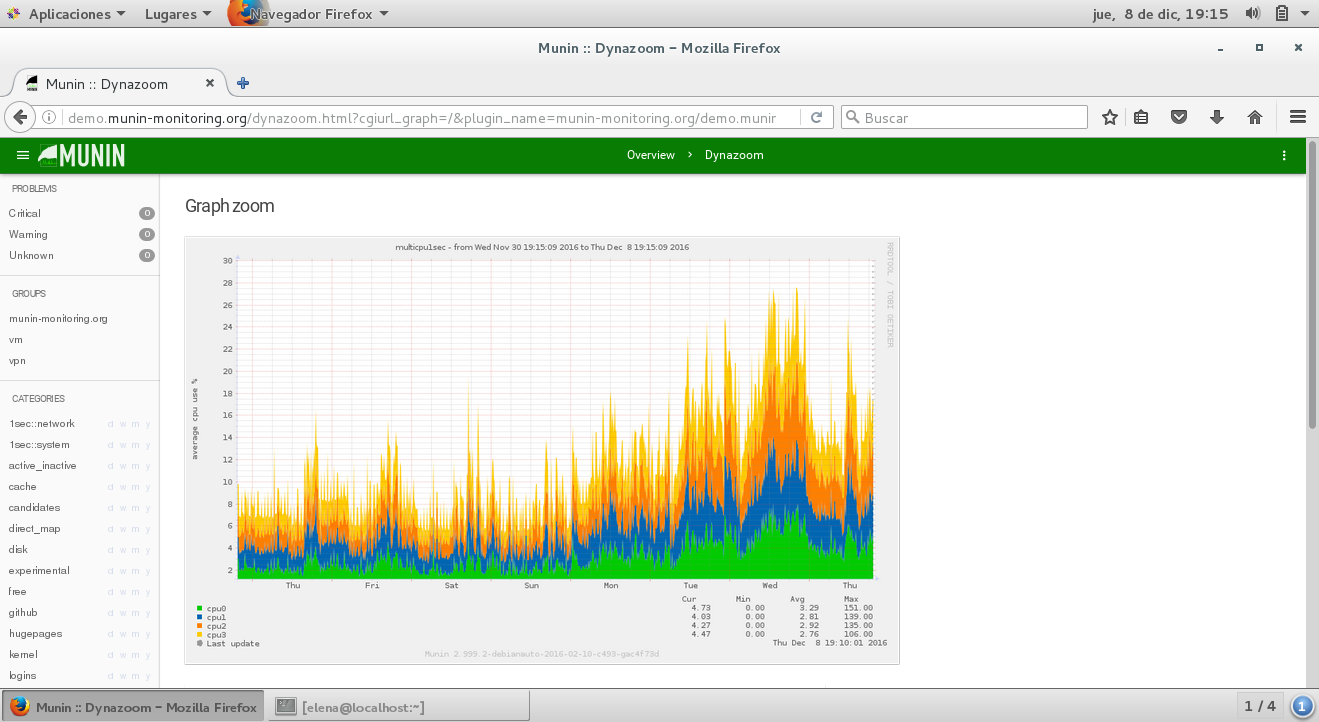 Aplicaciones Lugares Navegador Firefox jue, 8 de dic, 19:15
Munin :: Dynazoom - Mozilla Firefox
Munin :: Dynazoom
demo.munin-monitoring.org/dynazoom.html?cgiurl_graph=/&plugin_name=munin-monitoring.org/demo.munir
Buscar
MUNIN
Overview › Dynazoom
PROBLEMS
Critical 0
Warning 0
Unknown 0
GROUPS
munin-monitoring.org
vm
vpn
CATEGORIES
1sec::network d w m y
1sec::system d w m y
active_inactive d w m y
cache d w m y
candidates d w m y
direct_map d w m y
disk d w m y
experimental d w m y
free d w m y
github d w m y
hugepages d w m y
kernel d w m y
logins d w m y
Graph zoom
multicpu1sec - from Wed Nov 30 19:15:09 2016 to Thu Dec 8 19:15:09 2016
RRDTOOL / TOBI OETIKER
average cpu use %
30
28
26
24
22
20
18
16
14
12
10
8
6
4
2
Thu Fri Sat Sun Mon Tue Wed Thu
Cur Min Avg Max
cpu0 4.73 0.00 3.29 151.00
cpu1 4.03 0.00 2.81 139.00
cpu2 4.27 0.00 2.92 135.00
cpu3 4.47 0.00 2.76 106.00
Last update Thu Dec 8 19:10:01 2016
Munin 2.999.2-debianauto-2016-02-10-c493-gac4f73d
Munin :: Dynazoom - Mozilla Firefox
[elena@localhost:~]
1 / 4
1